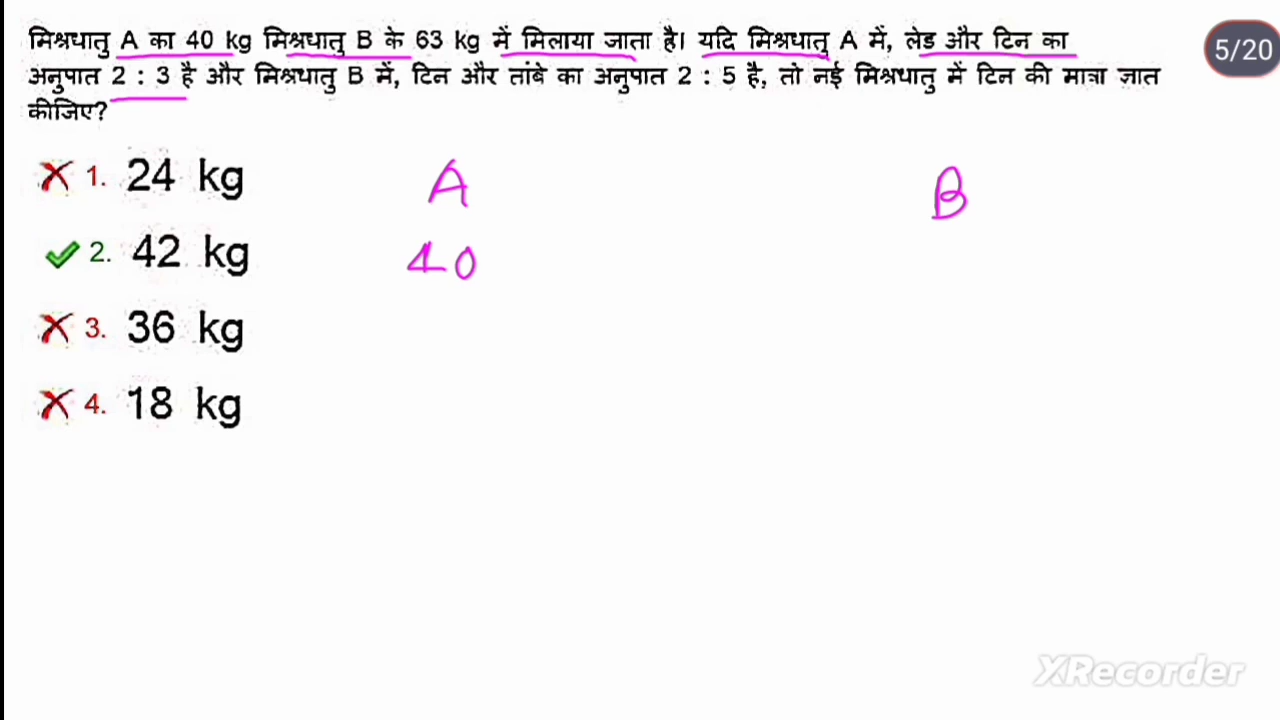 मिश्रधातु A का 40 kg मिश्रधातु B के 63 kg में मिलाया जाता है। यदि मिश्रधातु A में, लेड और टिन का
5/20
अनुपात 2 : 3 है और मिश्रधातु B में, टिन और तांबे का अनुपात 2 : 5 है, तो नई मिश्रधातु में टिन की मात्रा ज्ञात
कीजिए?
1. 24 kg
A
B
2. 42 kg
40
3. 36 kg
4. 18 kg
XRecorder